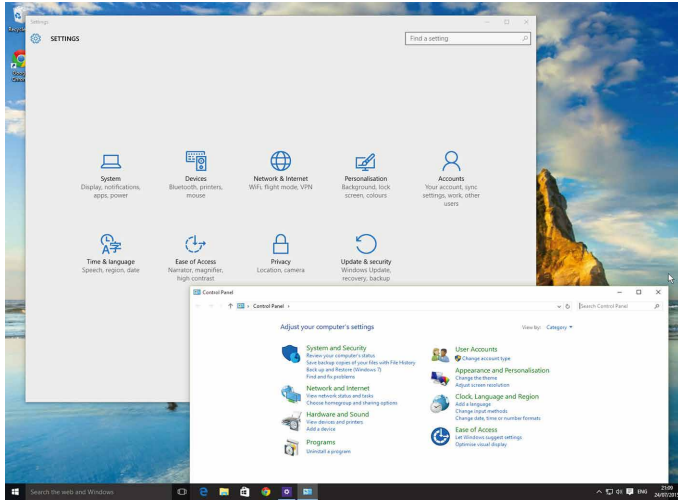 Settings
SETTINGS
Find a setting
System
Display, notifications,
apps, power
Devices
Bluetooth, printers,
mouse
Network & Internet
WiFi, flight mode, VPN
Personalisation
Background, lock
screen, colours
Accounts
Your account, sync
settings, work, other
users
Time & language
Speech, region, date
Ease of Access
Narrator, magnifier,
high contrast
Privacy
Location, camera
Update & security
Windows Update,
recovery, backup
Control Panel
Control Panel
Search Control Panel
Adjust your computer's settings
View by: Category
System and Security
Review your computer's status
Save backup copies of your files with File History
Back up and Restore (Windows 7)
Find and fix problems
Network and Internet
View network status and tasks
Choose homegroup and sharing options
Hardware and Sound
View devices and printers
Add a device
Programs
Uninstall a program
User Accounts
Change account type
Appearance and Personalisation
Change the theme
Adjust screen resolution
Clock, Language and Region
Add a language
Change input methods
Change date, time or number formats
Ease of Access
Let Windows suggest settings
Optimise visual display
Search the web and Windows
ENG
21:09
24/07/2015